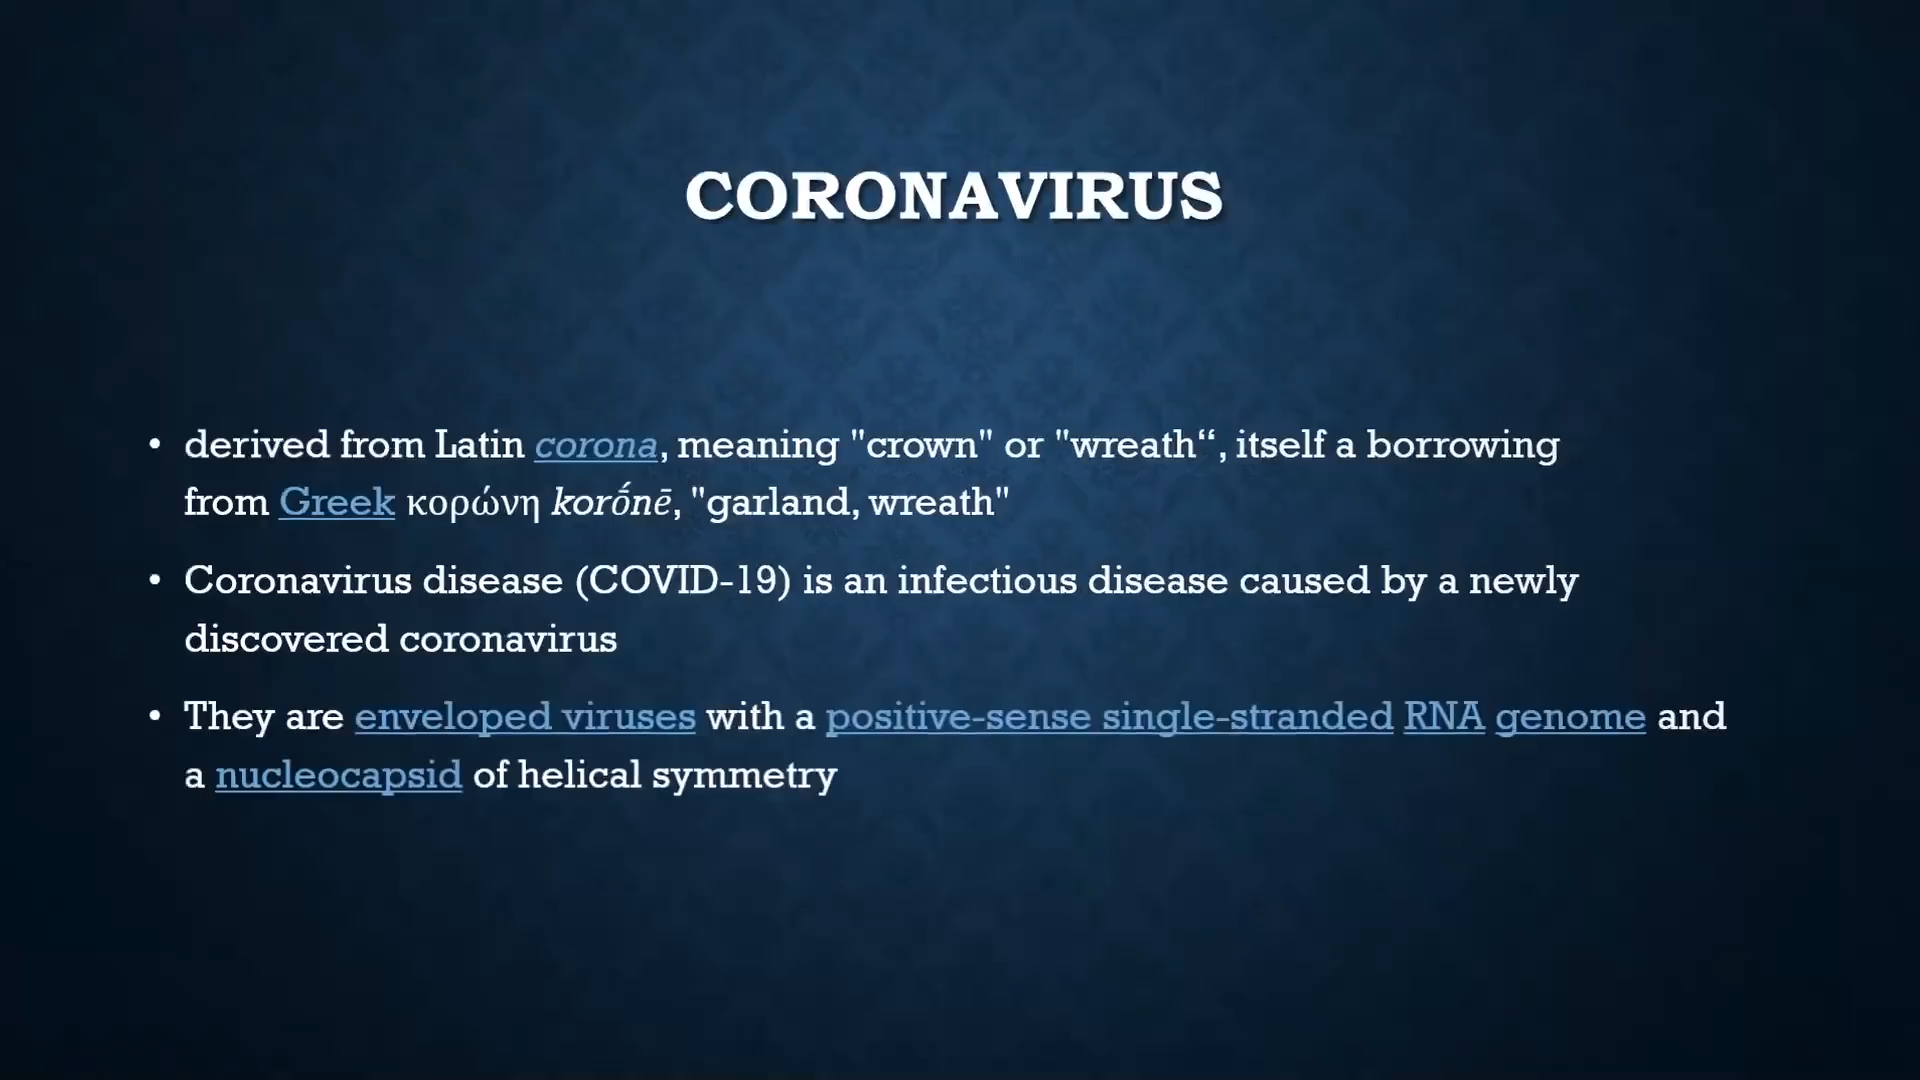 CORONAVIRUS
• derived from Latin corona, meaning "crown" or "wreath“, itself a borrowing
from Greek κορώνη korṓnē, "garland, wreath"
• Coronavirus disease (COVID-19) is an infectious disease caused by a newly
discovered coronavirus
• They are enveloped viruses with a positive-sense single-stranded RNA genome and
a nucleocapsid of helical symmetry